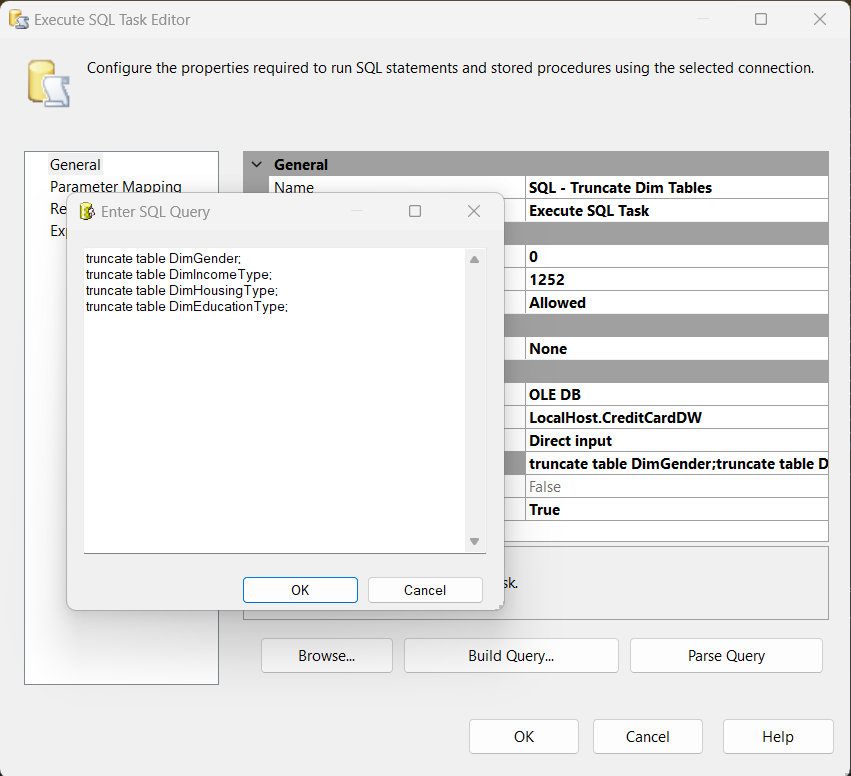 Execute SQL Task Editor
Configure the properties required to run SQL statements and stored procedures using the selected connection.
General
Parameter Mapping
Re
Exp
General
Name
SQL - Truncate Dim Tables
Execute SQL Task
0
1252
Allowed
None
OLE DB
LocalHost.CreditCardDW
Direct input
truncate table DimGender;truncate table D
False
True
Enter SQL Query
truncate table DimGender;
truncate table DimIncomeType;
truncate table DimHousingType;
truncate table DimEducationType;
OK
Cancel
sk.
Browse...
Build Query...
Parse Query
OK
Cancel
Help